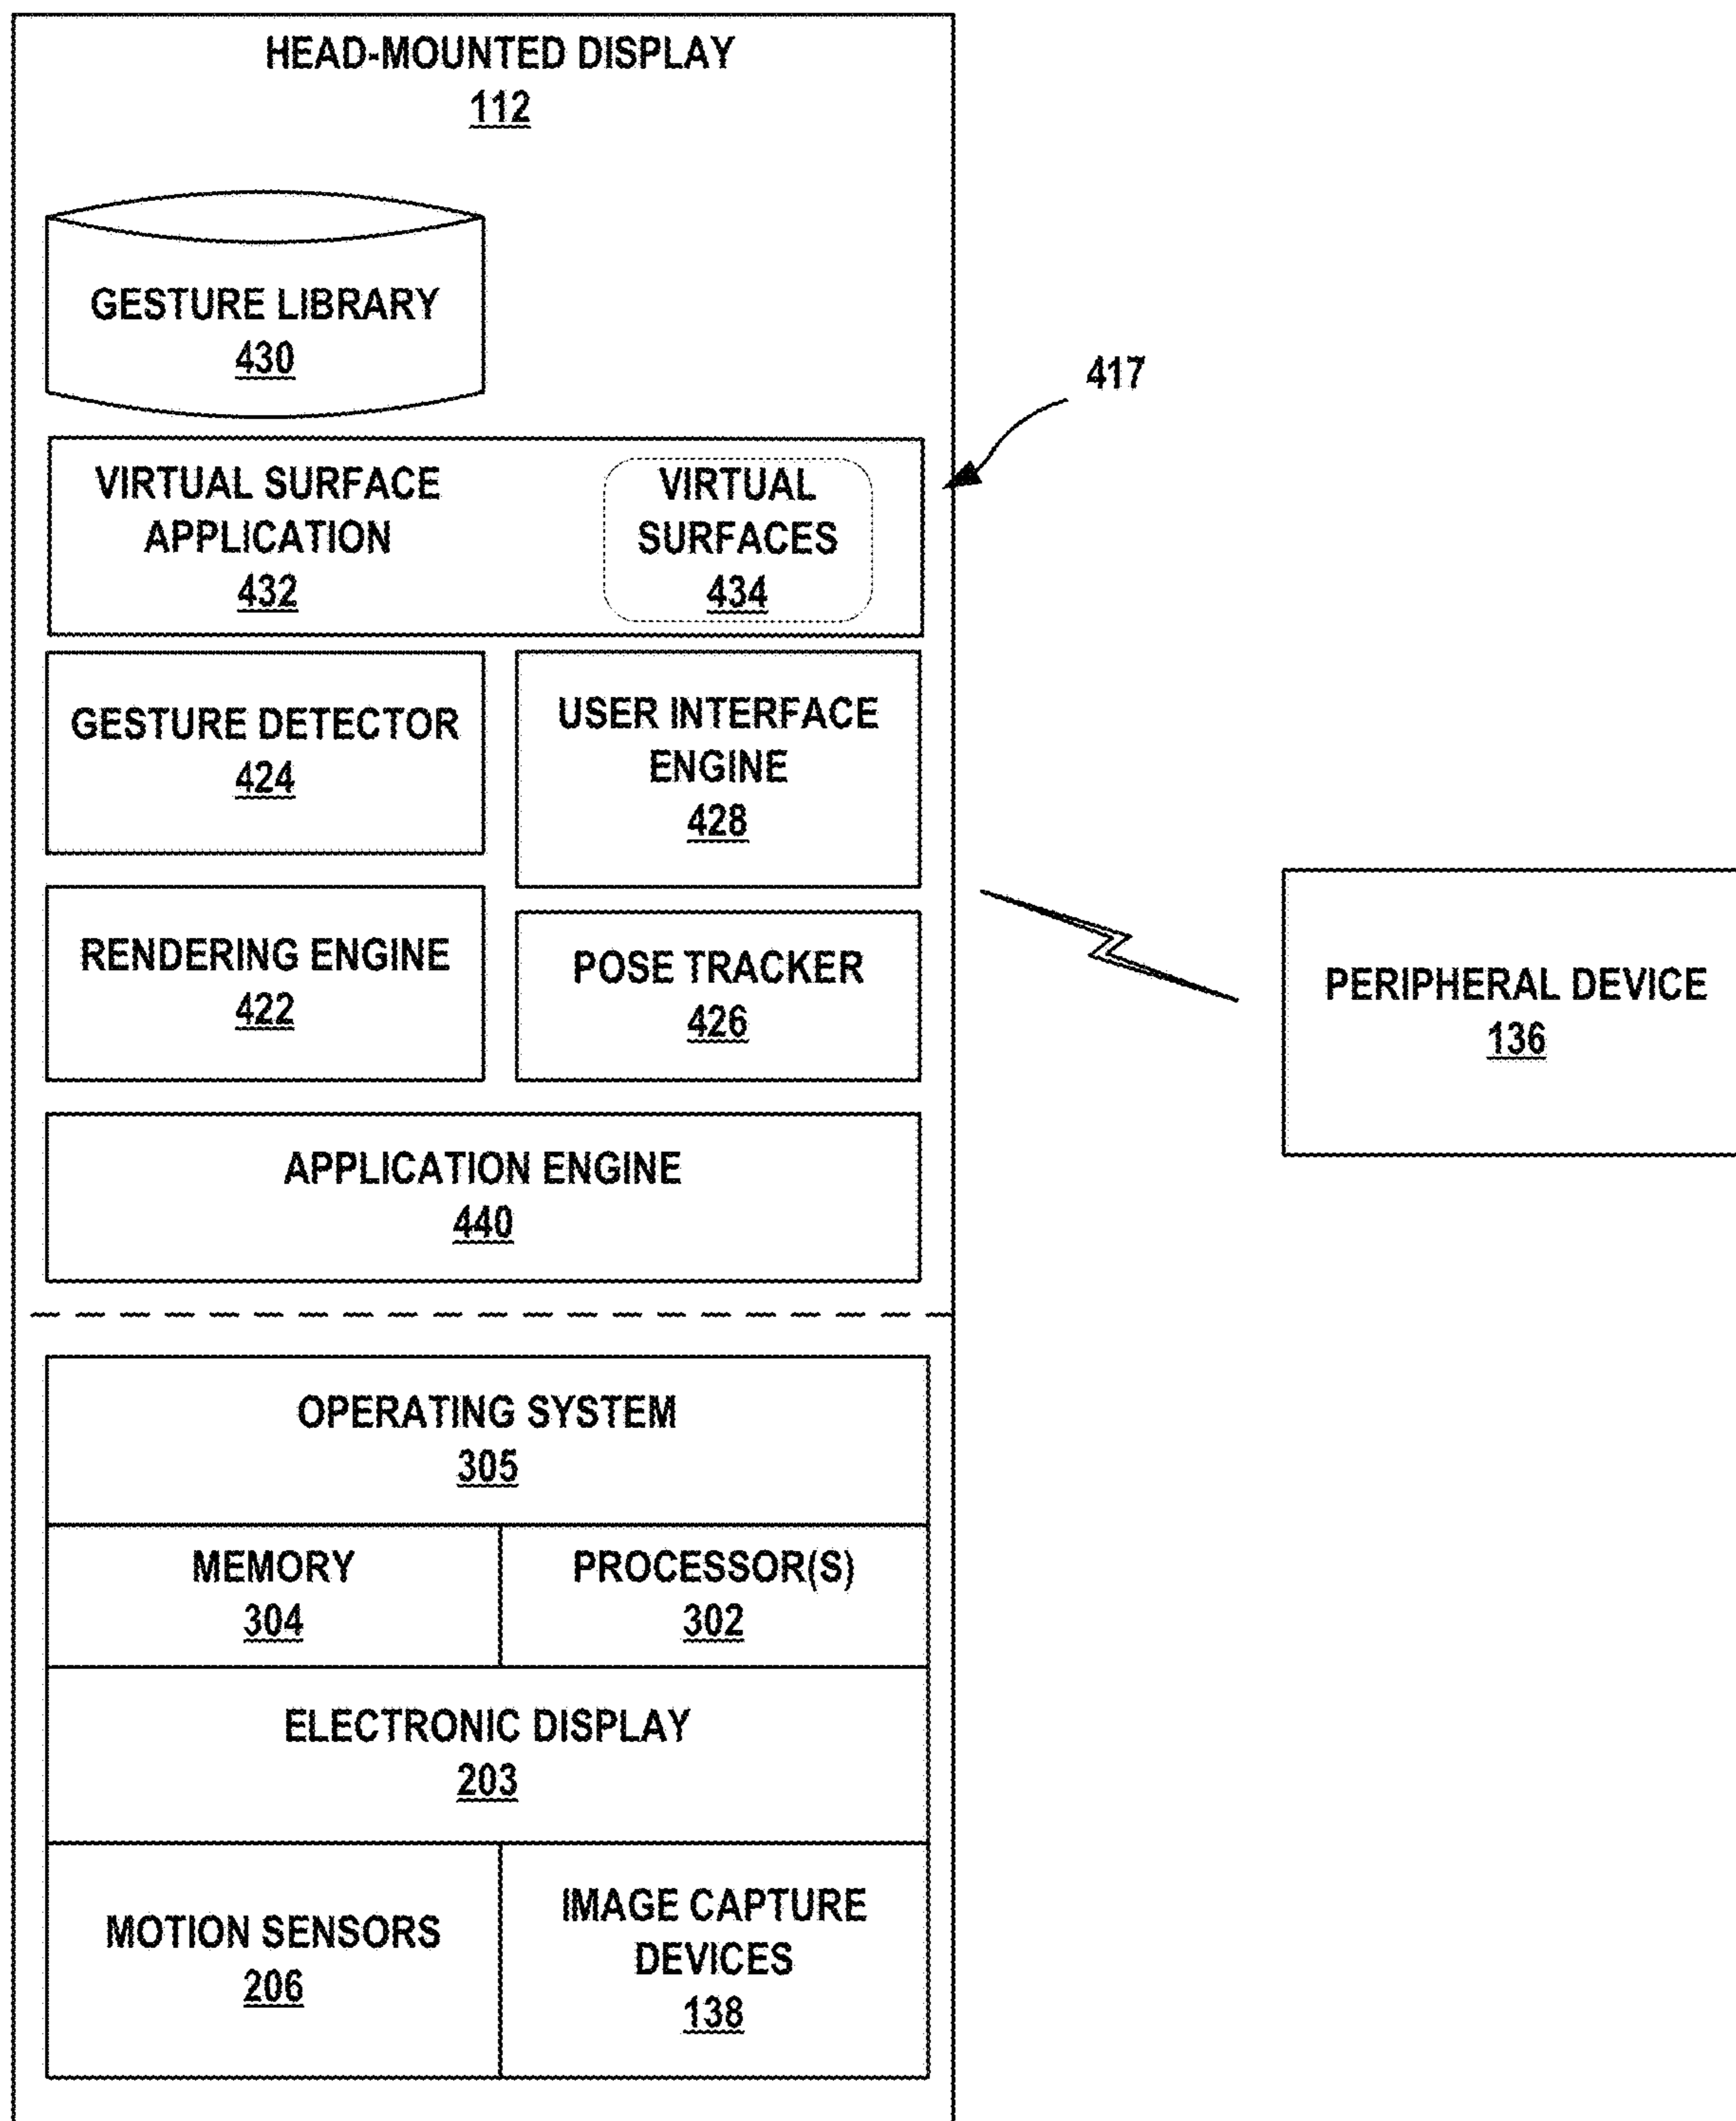 HEAD-MOUNTED DISPLAY
112
GESTURE LIBRARY
430
417
VIRTUAL SURFACE
APPLICATION
432
VIRTUAL
SURFACES
434
GESTURE DETECTOR
424
USER INTERFACE
ENGINE
428
RENDERING ENGINE
422
POSE TRACKER
426
PERIPHERAL DEVICE
136
APPLICATION ENGINE
440
OPERATING SYSTEM
305
MEMORY
304
PROCESSOR(S)
302
ELECTRONIC DISPLAY
203
MOTION SENSORS
206
IMAGE CAPTURE
DEVICES
138